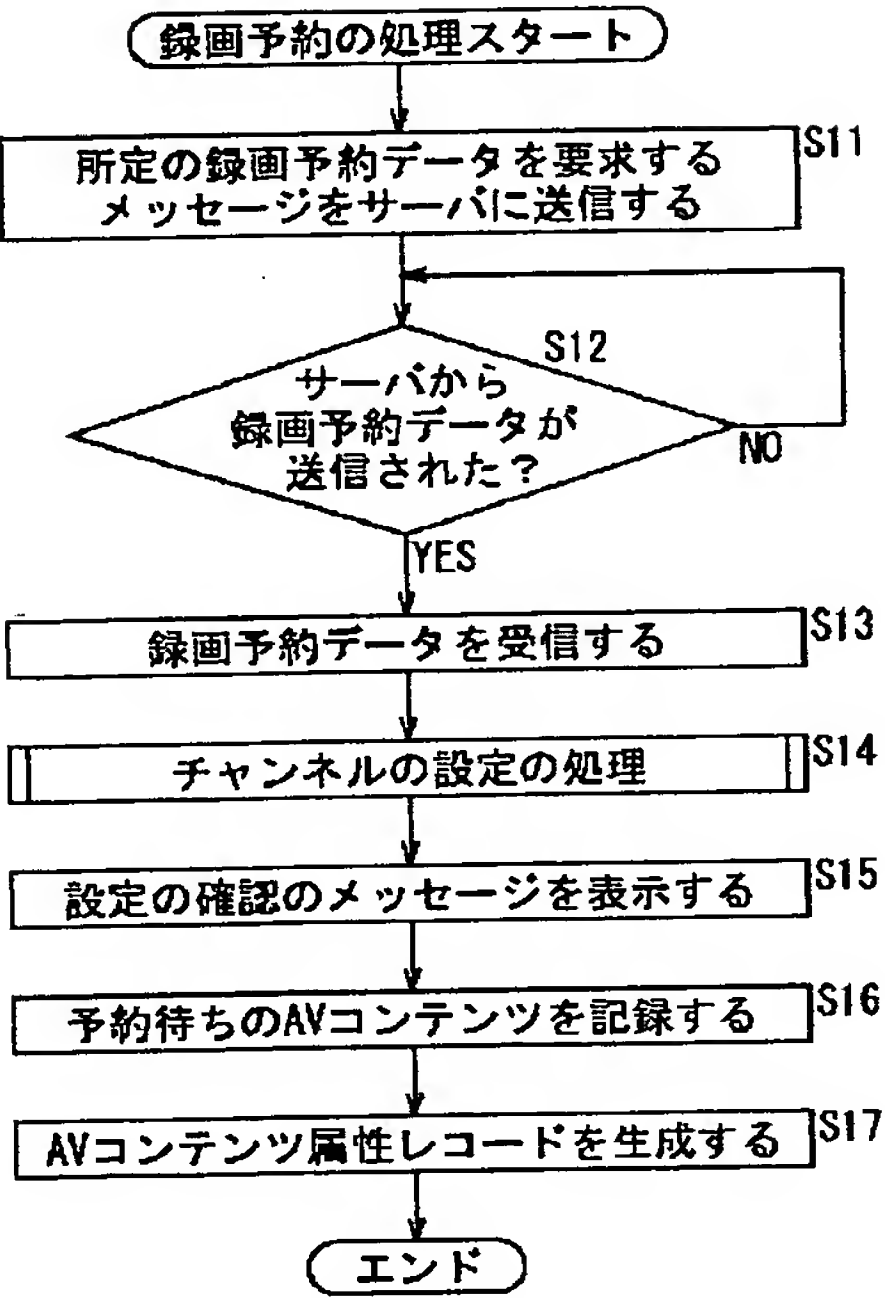 録画予約の処理スタート
S11
所定の録画予約データを要求する
メッセージをサーバに送信する
S12
サーバから
録画予約データが
送信された?
NO
YES
S13
録画予約データを受信する
S14
チャンネルの設定の処理
S15
設定の確認のメッセージを表示する
S16
予約待ちのAVコンテンツを記録する
S17
AVコンテンツ属性レコードを生成する
エンド